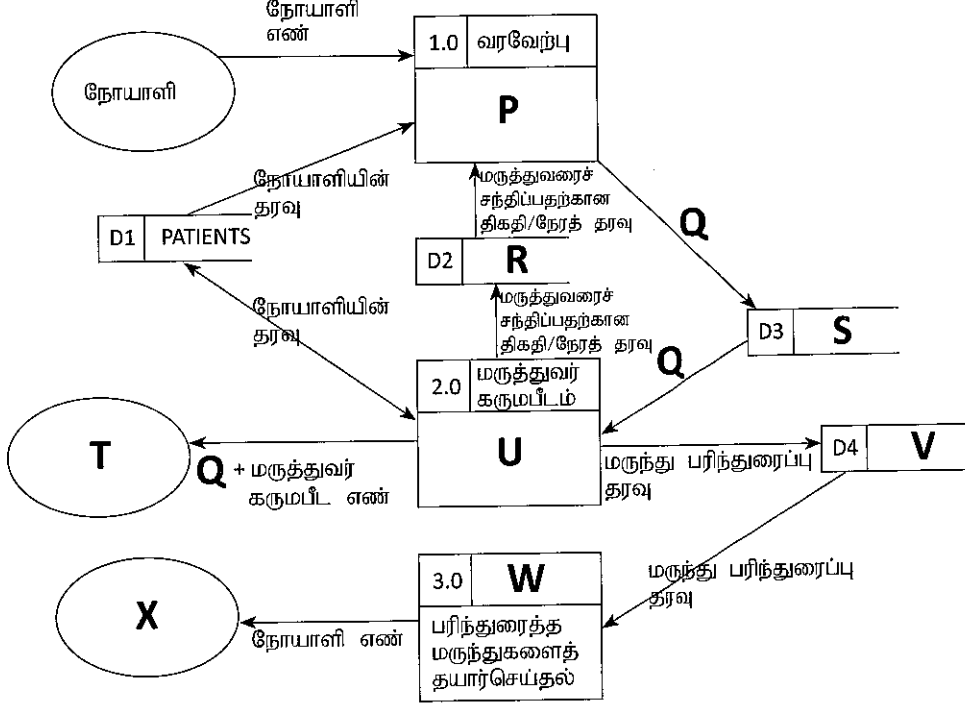 நோயாளி
எண்
1.0 வரவேற்பு
நோயாளி
P
நோயாளியின்
தரவு
மருத்துவரைச்
சந்திப்பதற்கான
திகதி/நேரத் தரவு
Q
D1 PATIENTS
D2 R
நோயாளியின்
தரவு
மருத்துவரைச்
சந்திப்பதற்கான
திகதி/நேரத் தரவு
D3 S
Q
2.0 மருத்துவர்
கருமபீடம்
T
U
D4 V
Q + மருத்துவர்
கருமபீட எண்
மருந்து பரிந்துரைப்பு
தரவு
3.0 W
மருந்து பரிந்துரைப்பு
தரவு
X
நோயாளி எண்
பரிந்துரைத்த
மருந்துகளைத்
தயார்செய்தல்